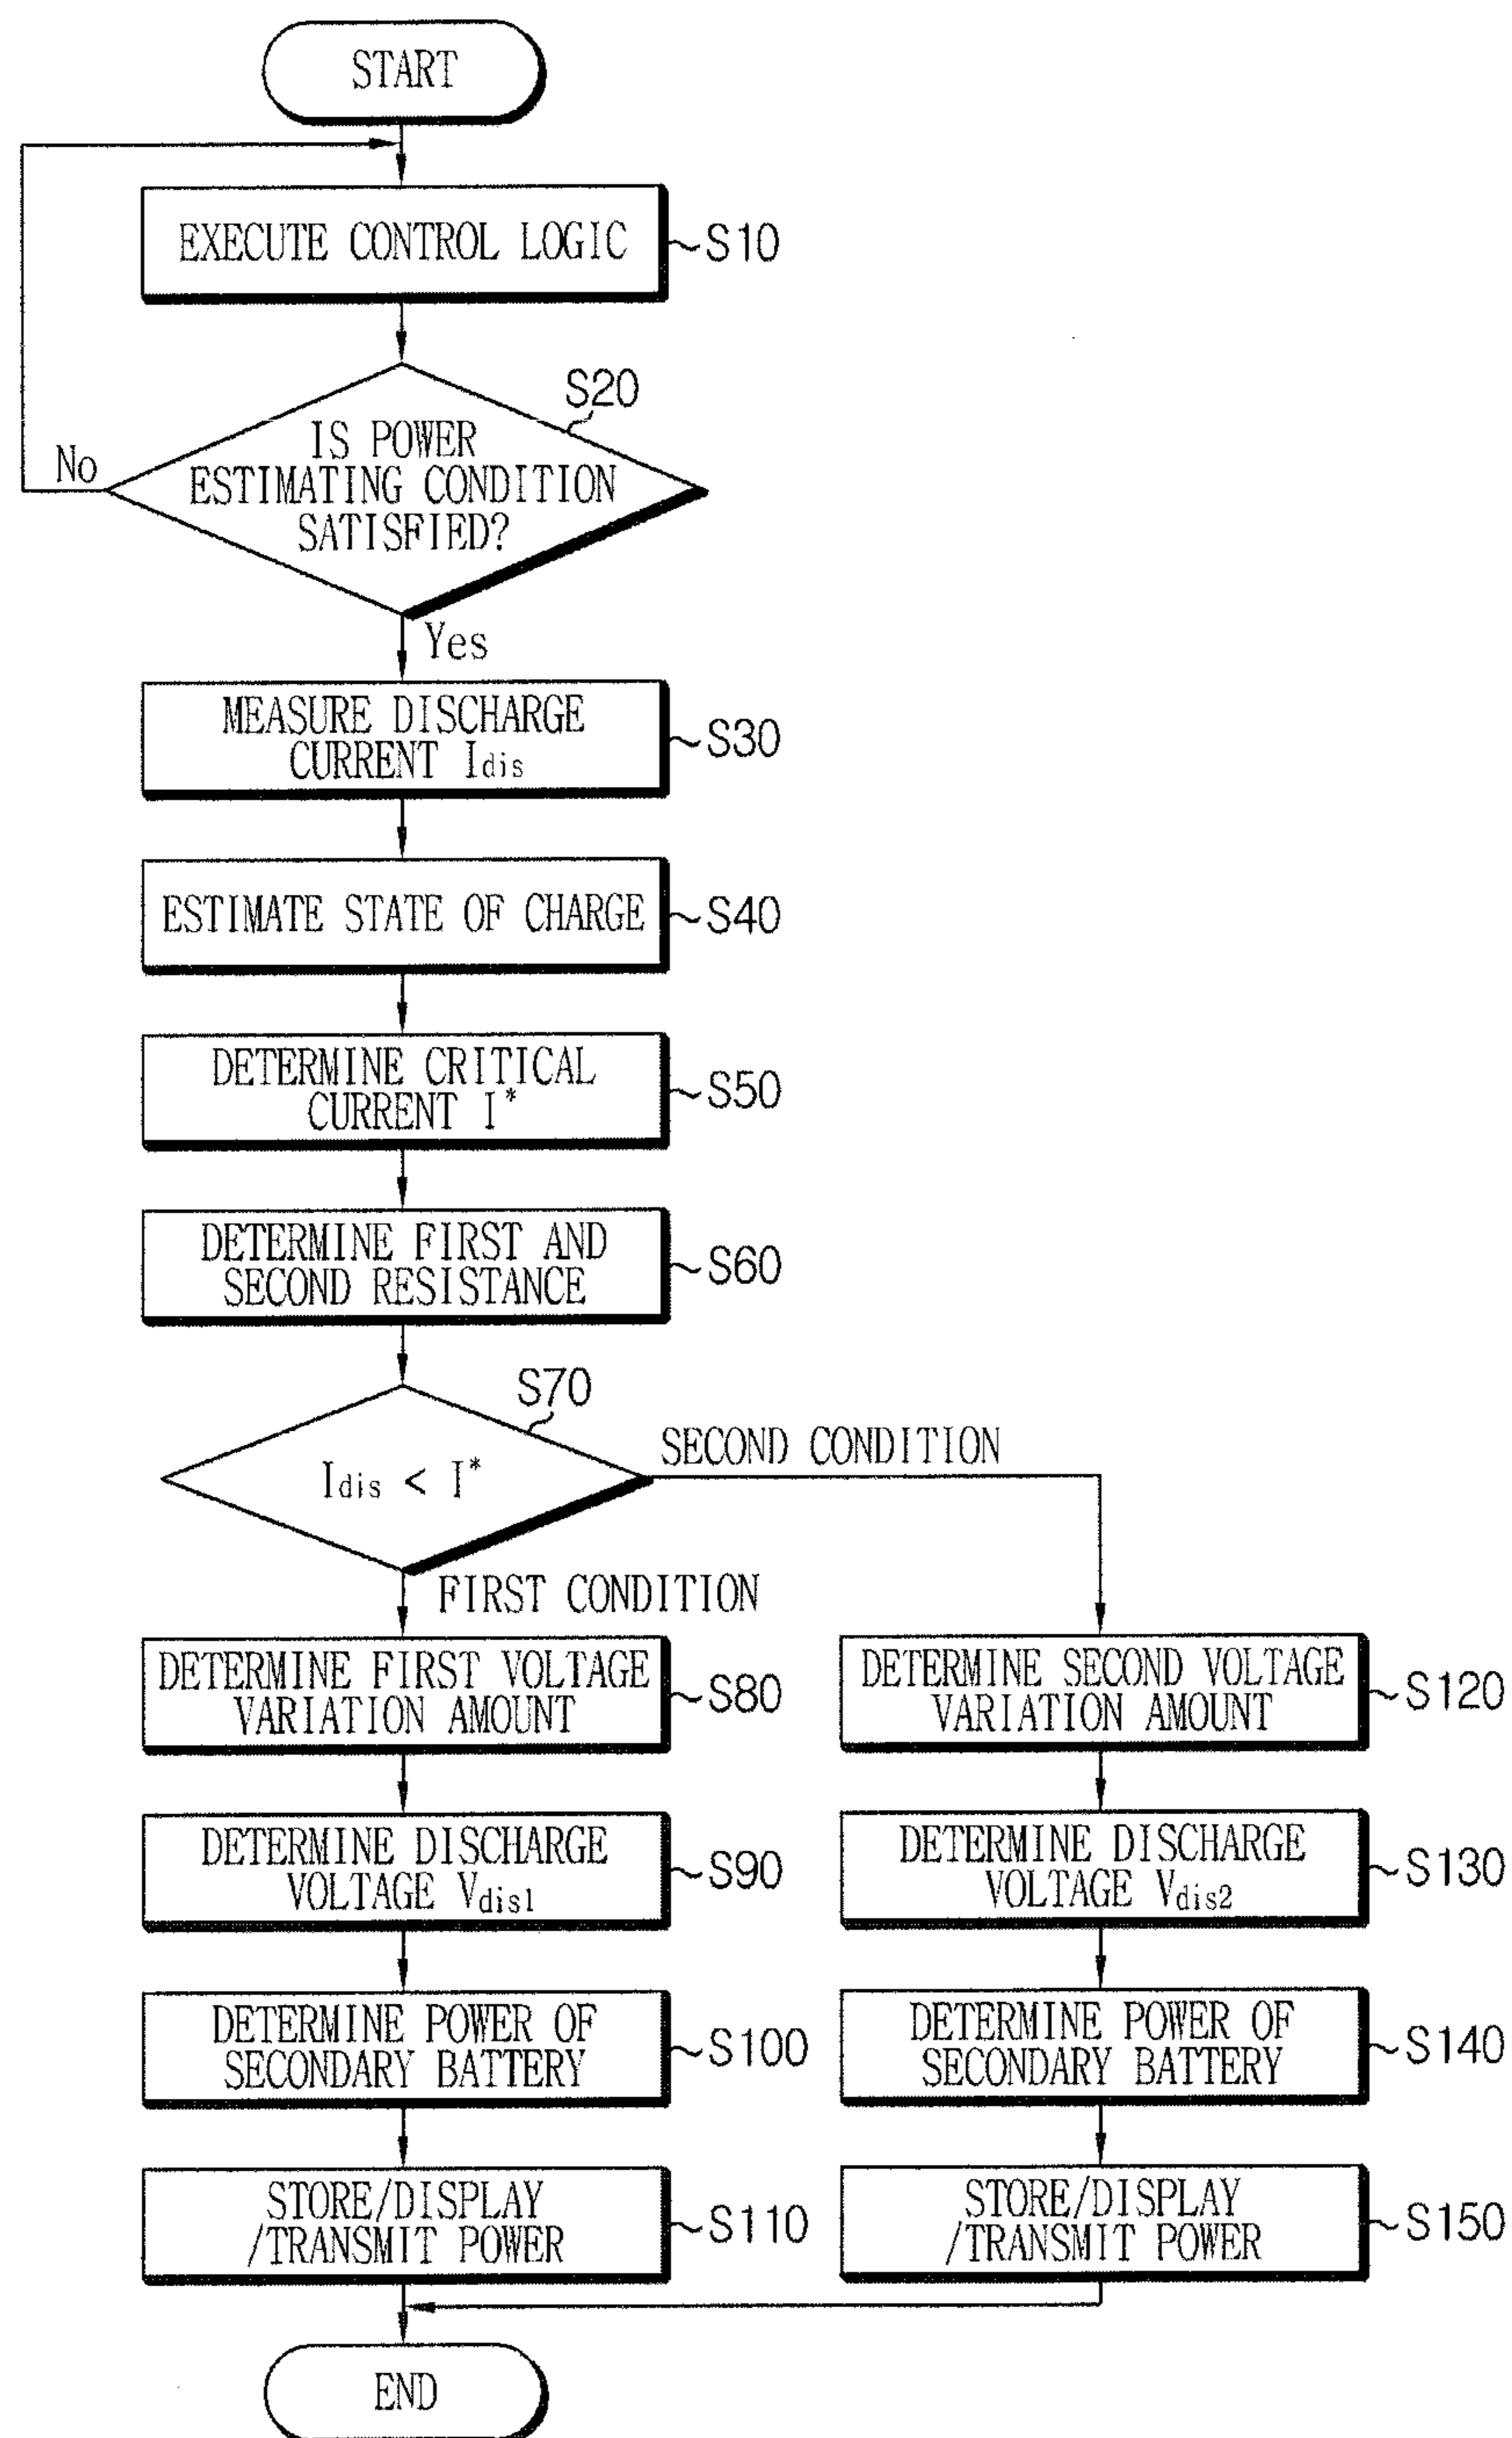 START
EXECUTE CONTROL LOGIC
S10
S20
IS POWER
ESTIMATING CONDITION
SATISFIED?
No
Yes
MEASURE DISCHARGE
CURRENT Idis
S30
ESTIMATE STATE OF CHARGE
S40
DETERMINE CRITICAL
CURRENT I*
S50
DETERMINE FIRST AND
SECOND RESISTANCE
S60
S70
Idis < I*
SECOND CONDITION
FIRST CONDITION
DETERMINE FIRST VOLTAGE
VARIATION AMOUNT
S80
DETERMINE SECOND VOLTAGE
VARIATION AMOUNT
S120
DETERMINE DISCHARGE
VOLTAGE Vdis1
S90
DETERMINE DISCHARGE
VOLTAGE Vdis2
S130
DETERMINE POWER OF
SECONDARY BATTERY
S100
DETERMINE POWER OF
SECONDARY BATTERY
S140
STORE/DISPLAY
/TRANSMIT POWER
S110
STORE/DISPLAY
/TRANSMIT POWER
S150
END